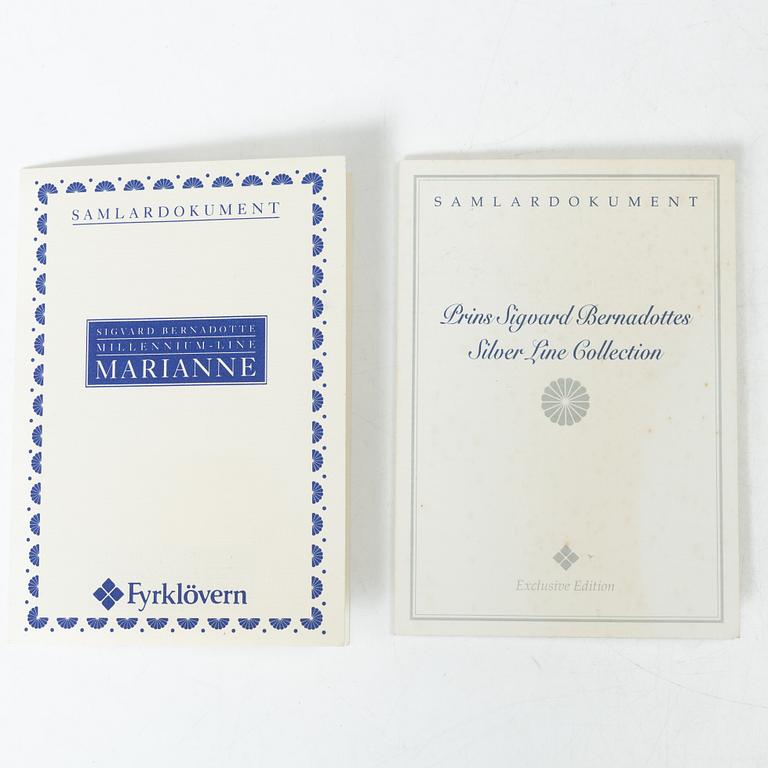 SAMLARDOKUMENT
SIGVARD BERNADOTTE
MILLENNIUM-LINE
MARIANNE
Fyrklövern
SAMLARDOKUMENT
Prins Sigvard Bernadottes
Silver Line Collection
Exclusive Edition